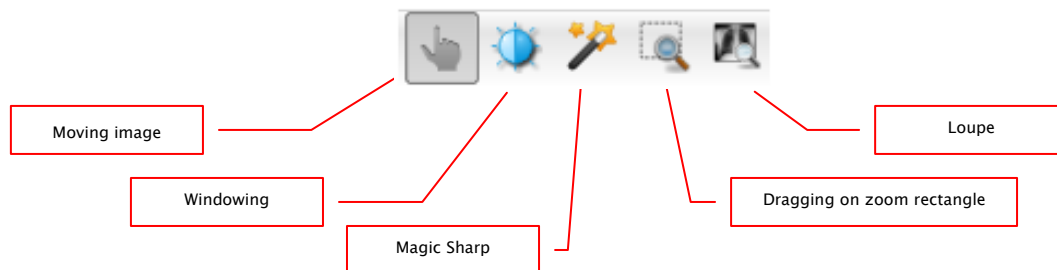 Moving image
Loupe
Windowing
Dragging on zoom rectangle
Magic Sharp